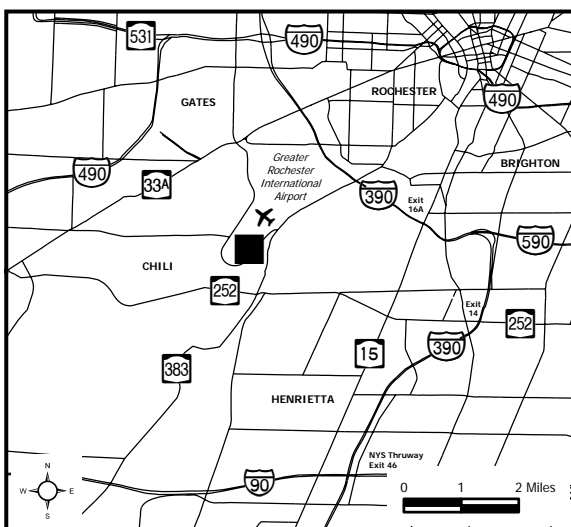 531
490
ROCHESTER
GATES
490
Greater
Rochester
International
Airport
BRIGHTON
490
33A
390
Exit
16A
590
CHILI
252
Exit
14
252
390
15
383
HENRIETTA
NYS Thruway
Exit 46
90
N
W
E
S
0 1 2 Miles